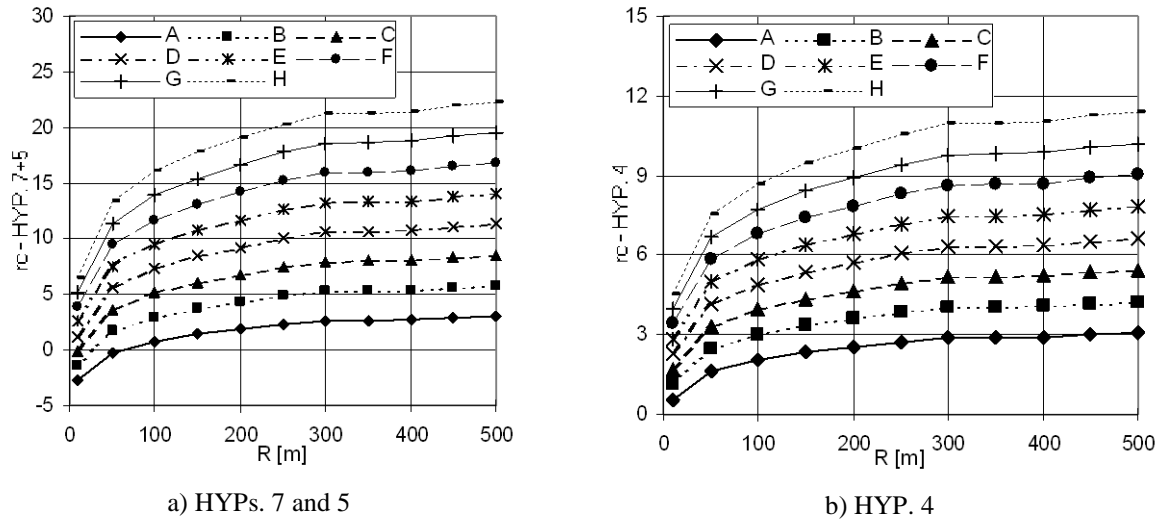 30
25
20
15
10
5
0
-5
rc - HYP. 7+5
A B C
D E F
G H
0 100 200 300 400 500
R [m]
a) HYPs. 7 and 5
15
12
9
6
3
0
rc - HYP. 4
A B C
D E F
G H
0 100 200 300 400 500
R [m]
b) HYP. 4